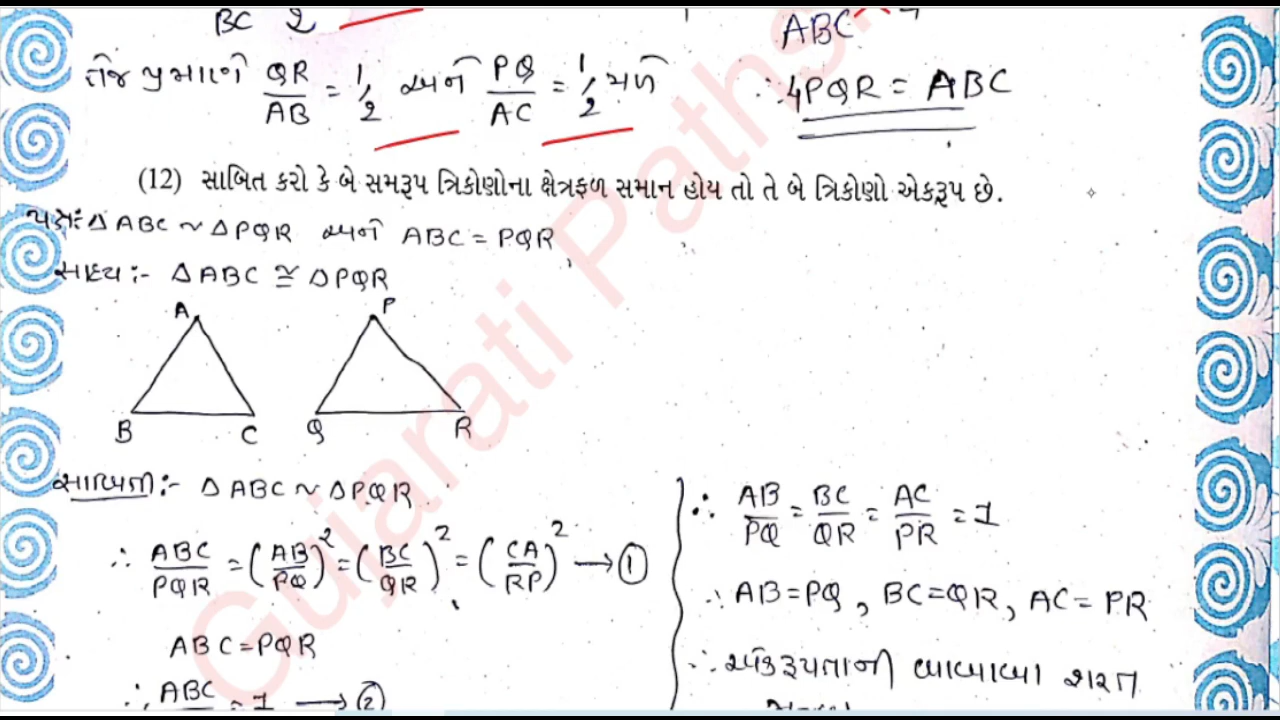 BC 2
ABC
તેજ પ્રમાણે QR/AB = 1/2 અને PQ/AC = 1/2 મળે
∴ 4PQR = ABC
(12) સાબિત કરો કે બે સમરૂપ ત્રિકોણોના ક્ષેત્રફળ સમાન હોય તો તે બે ત્રિકોણો એકરૂપ છે.
પક્ષ:- △ABC ~ △PQR અને ABC = PQR
સાધ્ય :- △ABC ≅ △PQR
A
P
B C Q R
સાબિતી :- △ABC ~ △PQR
∴ ABC/PQR = (AB/PQ)² = (BC/QR)² = (CA/RP)² → ①
ABC = PQR
∴ ABC = 1 → ②
∴ AB/PQ = BC/QR = AC/PR = 1
∴ AB = PQ, BC = QR, AC = PR
∴ એકરૂપતાની બાબાબા શરત
Gujarati Paths